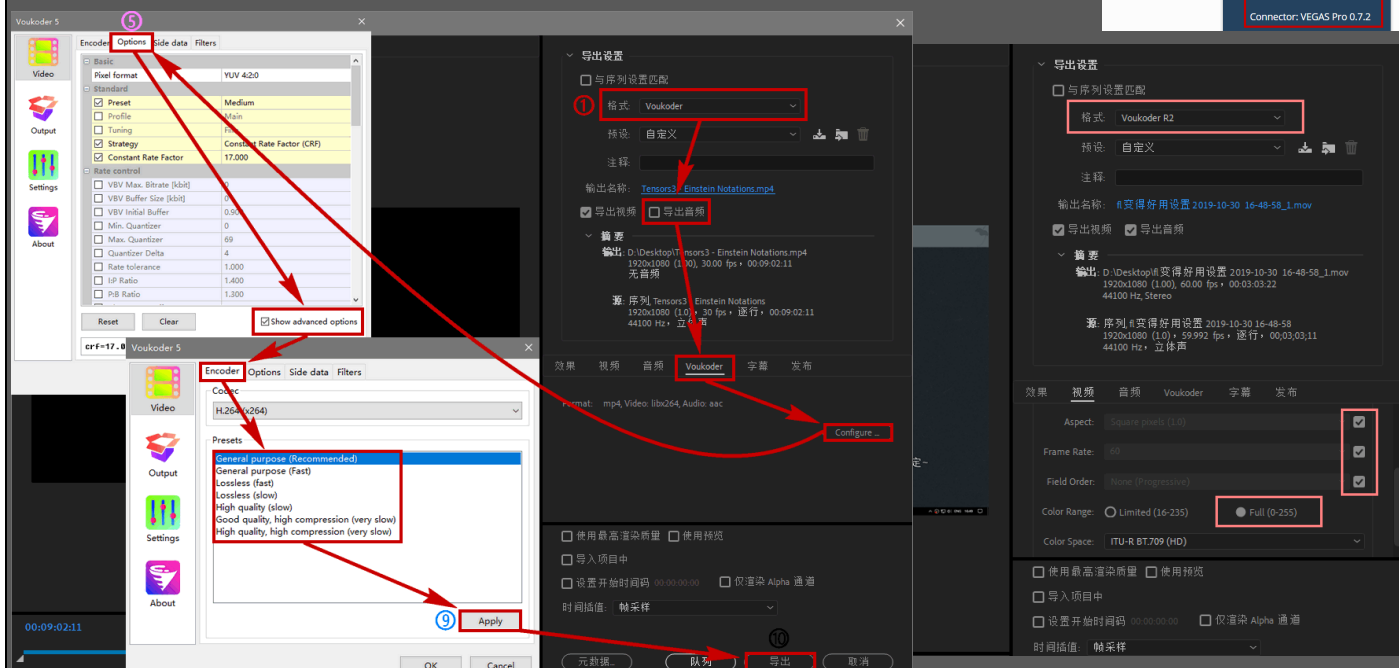 Connector: VEGAS Pro 0.7.2
Voukoder 5
⑤
Encoder Options Side data Filters
Video
Output
Settings
About
Basic
Pixel format YUV 4:2:0
Standard
Preset Medium
Profile Main
Tuning
Strategy Constant Rate Factor (CRF)
Constant Rate Factor 17.000
Rate control
VBV Max. Bitrate [kbit] 0
VBV Buffer Size [kbit] 0
VBV Initial Buffer 0.90
Min. Quantizer 0
Max. Quantizer 69
Quantizer Delta 4
Rate tolerance 1.000
I:P Ratio 1.400
P:B Ratio 1.300
Reset Clear Show advanced options
crf=17.0
Voukoder 5
Encoder Options Side data Filters
Video
Output
Settings
About
Codec
H.264 (x264)
Presets
General purpose (Recommended)
General purpose (Fast)
Lossless (fast)
Lossless (slow)
High quality (slow)
Good quality, high compression (very slow)
High quality, high compression (very slow)
⑨ Apply
OK Cancel
00:09:02:11
导出设置
与序列设置匹配
① 格式: Voukoder
预设: 自定义
注释:
输出名称: Tensors3 - Einstein Notations.mp4
导出视频 导出音频
摘要
输出: D:\Desktop\Tensors3 - Einstein Notations.mp4
1920x1080 (1.00), 30.00 fps, 00:09:02:11
无音频
源: 序列, Tensors3 - Einstein Notations
1920x1080 (1.0), 30 fps, 逐行, 00:09:02:11
44100 Hz, 立体声
效果 视频 音频 Voukoder 字幕 发布
Format: mp4, Video: libx264, Audio: aac
Configure ...
使用最高渲染质量 使用预览
导入项目中
设置开始时间码 00:00:00:00 仅渲染 Alpha 通道
时间插值: 帧采样
⑩
元数据... 队列 导出 取消
定~
导出设置
与序列设置匹配
格式: Voukoder R2
预设: 自定义
注释:
输出名称: fl变得好用设置 2019-10-30 16-48-58_1.mov
导出视频 导出音频
摘要
输出: D:\Desktop\fl变得好用设置 2019-10-30 16-48-58_1.mov
1920x1080 (1.00), 60.00 fps, 00:03:03:22
44100 Hz, Stereo
源: 序列, fl变得好用设置 2019-10-30 16-48-58
1920x1080 (1.0), 59.992 fps, 逐行, 00;03;03;11
44100 Hz, 立体声
效果 视频 音频 Voukoder 字幕 发布
Aspect: Square pixels (1.0)
Frame Rate: 60
Field Order: None (Progressive)
Color Range: Limited (16-235) Full (0-255)
Color Space: ITU-R BT.709 (HD)
使用最高渲染质量 使用预览
导入项目中
设置开始时间码 00:00:00:00 仅渲染 Alpha 通道
时间插值: 帧采样